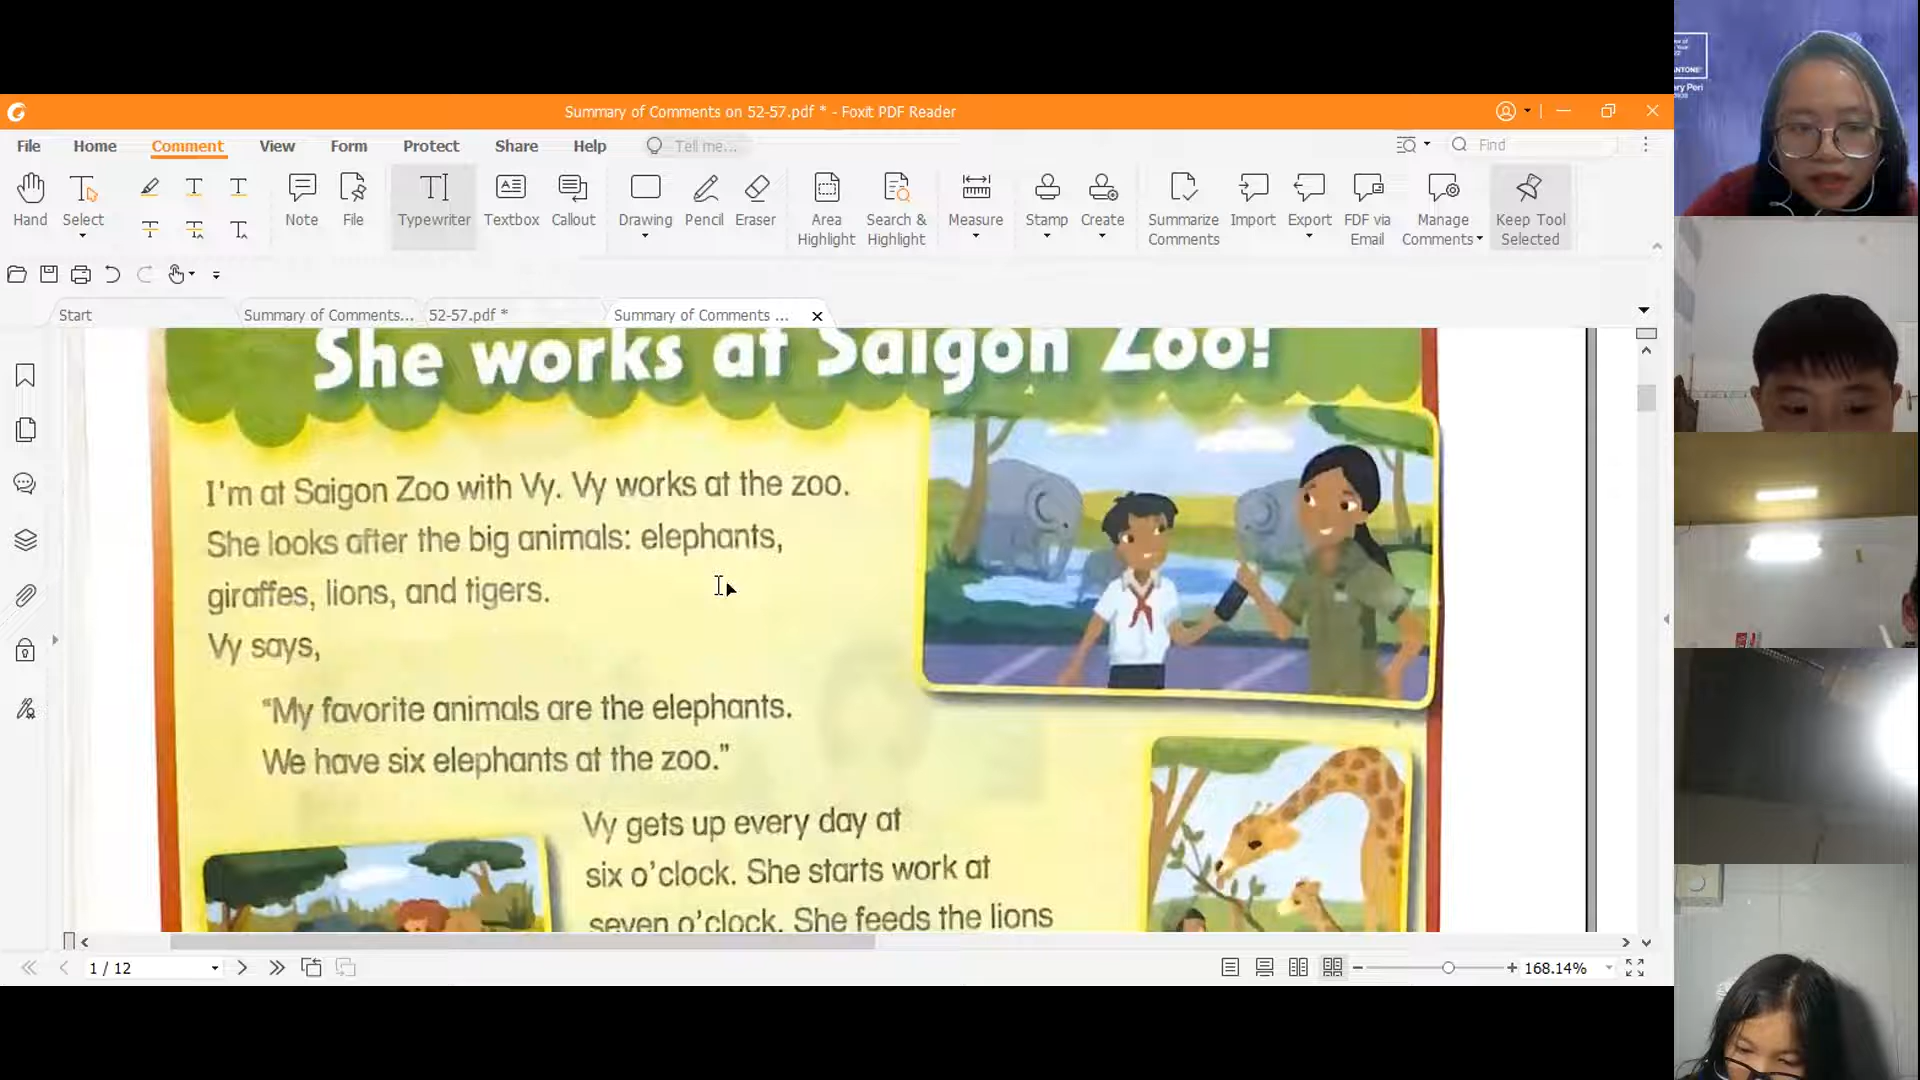 Summary of Comments on 52-57.pdf * - Foxit PDF Reader
File Home Comment View Form Protect Share Help Tell me... Find
Hand Select Note File Typewriter Textbox Callout Drawing Pencil Eraser Area Highlight Search & Highlight Measure Stamp Create Summarize Comments Import Export FDF via Email Manage Comments Keep Tool Selected
Start Summary of Comments... 52-57.pdf * Summary of Comments ...
She works at Saigon Zoo!
I'm at Saigon Zoo with Vy. Vy works at the zoo.
She looks after the big animals: elephants,
giraffes, lions, and tigers.
Vy says,
"My favorite animals are the elephants.
We have six elephants at the zoo."
Vy gets up every day at
six o'clock. She starts work at
seven o'clock. She feeds the lions
1 / 12
168.14%